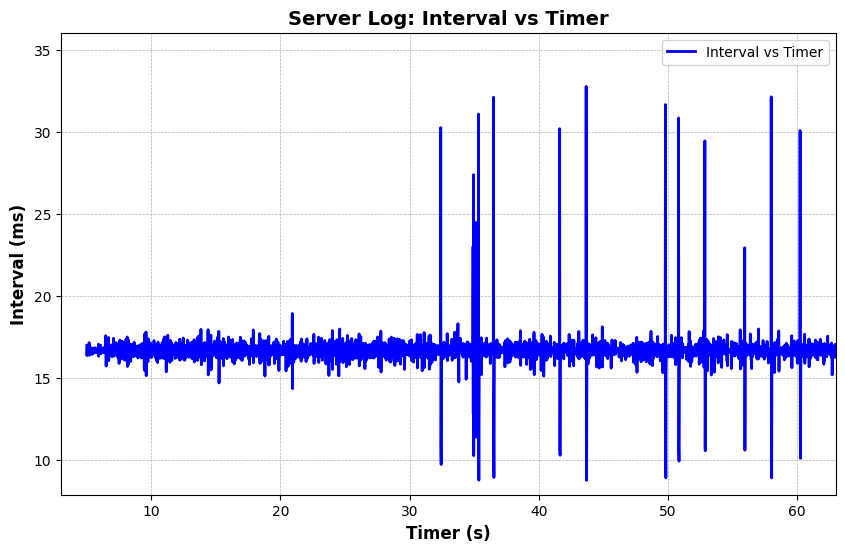 Server Log: Interval vs Timer
Interval vs Timer
35
30
25
20
15
10
Interval (ms)
10 20 30 40 50 60
Timer (s)